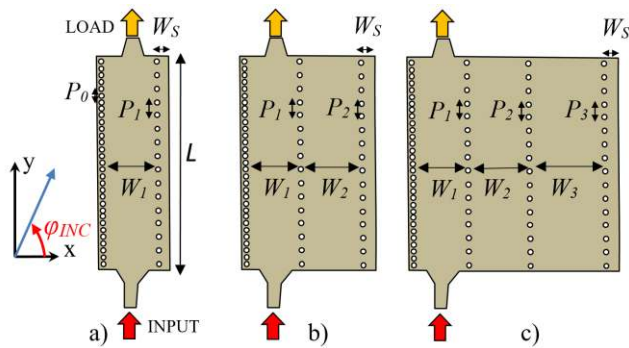 LOAD W_S W_S W_S
P_0 P_1 P_1 P_2 P_1 P_2 P_3
L
y W_1 W_1 W_2 W_1 W_2 W_3
φ_INC
x
a) INPUT b) c)